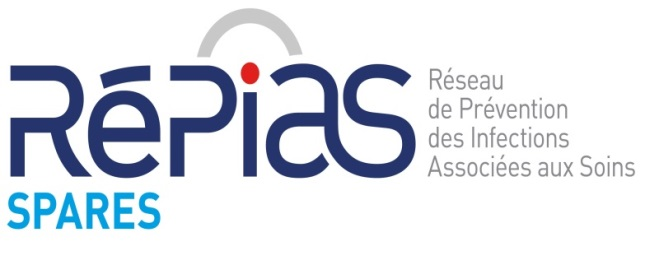 RéPiAS
Réseau
de Prévention
des Infections
Associées aux Soins
SPARES